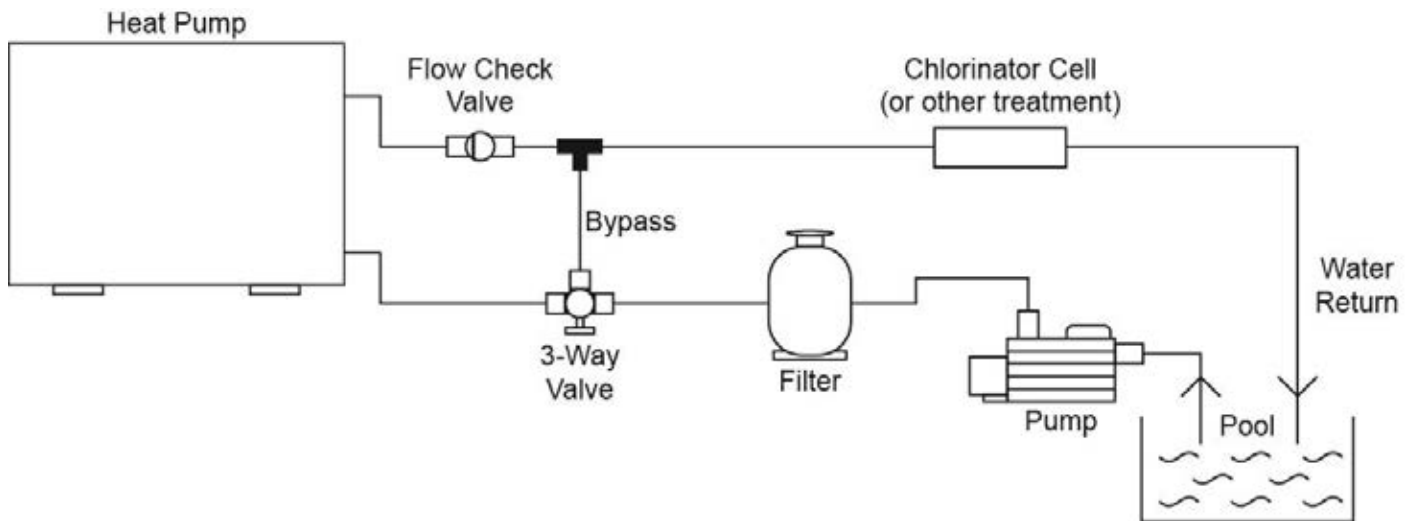 Heat Pump
Flow Check
Valve
Chlorinator Cell
(or other treatment)
Bypass
Water
Return
3-Way
Valve
Filter
Pump
Pool